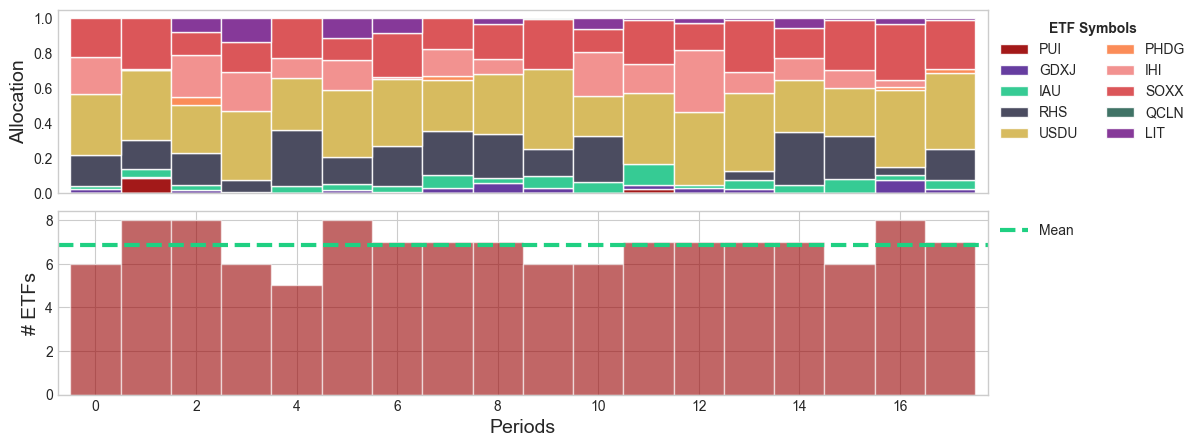 1.0
0.8
0.6
0.4
0.2
0.0
Allocation
ETF Symbols
PUI PHDG
GDXJ IHI
IAU SOXX
RHS QCLN
USDU LIT
8
6
4
2
0
# ETFs
Mean
0 2 4 6 8 10 12 14 16
Periods